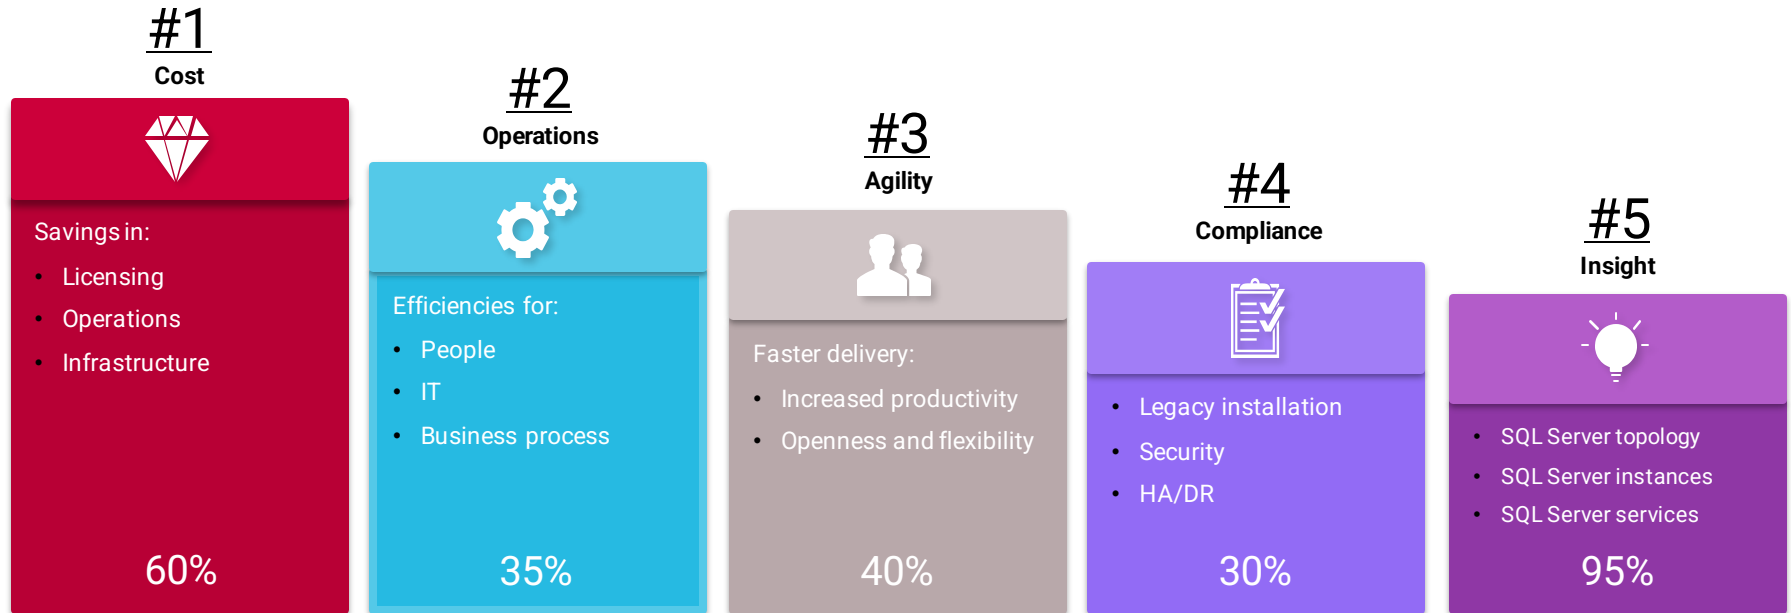 #1
Cost
Savings in:
• Licensing
• Operations
• Infrastructure
60%
#2
Operations
Efficiencies for:
• People
• IT
• Business process
35%
#3
Agility
Faster delivery:
• Increased productivity
• Openness and flexibility
40%
#4
Compliance
• Legacy installation
• Security
• HA/DR
30%
#5
Insight
• SQL Server topology
• SQL Server instances
• SQL Server services
95%